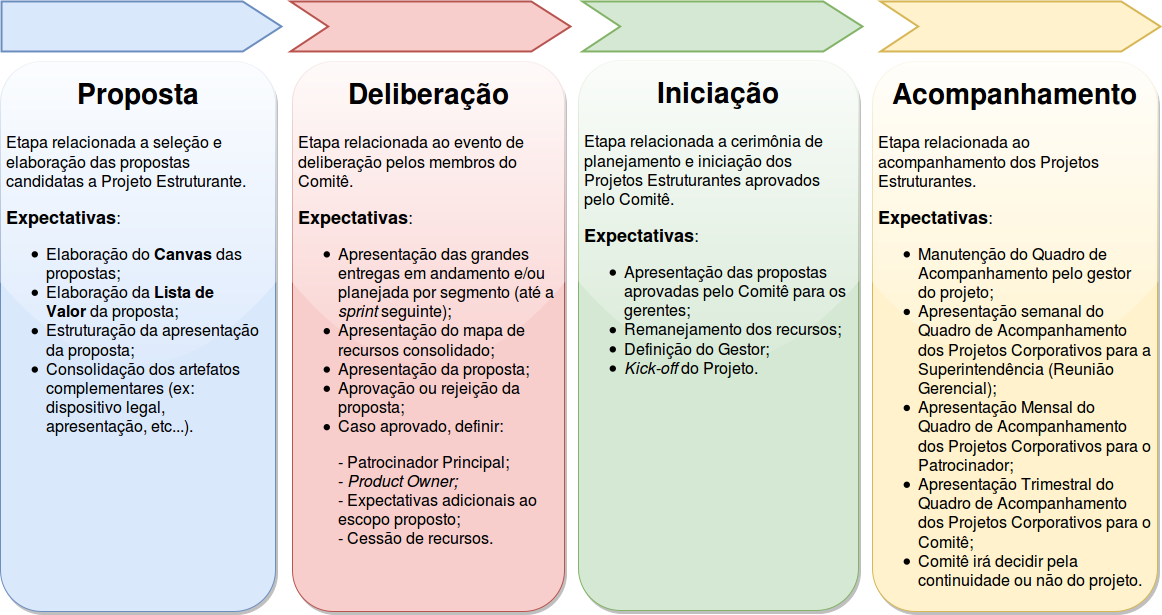 Proposta
Etapa relacionada a seleção e
elaboração das propostas
candidatas a Projeto Estruturante.
Expectativas:
• Elaboração do Canvas das
propostas;
• Elaboração da Lista de
Valor da proposta;
• Estruturação da apresentação
da proposta;
• Consolidação dos artefatos
complementares (ex:
dispositivo legal,
apresentação, etc...).
Deliberação
Etapa relacionada ao evento de
deliberação pelos membros do
Comitê.
Expectativas:
• Apresentação das grandes
entregas em andamento e/ou
planejada por segmento (até a
sprint seguinte);
• Apresentação do mapa de
recursos consolidado;
• Apresentação da proposta;
• Aprovação ou rejeição da
proposta;
• Caso aprovado, definir:
- Patrocinador Principal;
- Product Owner;
- Expectativas adicionais ao
escopo proposto;
- Cessão de recursos.
Iniciação
Etapa relacionada a cerimônia de
planejamento e iniciação dos
Projetos Estruturantes aprovados
pelo Comitê.
Expectativas:
• Apresentação das propostas
aprovadas pelo Comitê para os
gerentes;
• Remanejamento dos recursos;
• Definição do Gestor;
• Kick-off do Projeto.
Acompanhamento
Etapa relacionada ao
acompanhamento dos Projetos
Estruturantes.
Expectativas:
• Manutenção do Quadro de
Acompanhamento pelo gestor
do projeto;
• Apresentação semanal do
Quadro de Acompanhamento
dos Projetos Corporativos para a
Superintendência (Reunião
Gerencial);
• Apresentação Mensal do
Quadro de Acompanhamento
dos Projetos Corporativos para o
Patrocinador;
• Apresentação Trimestral do
Quadro de Acompanhamento
dos Projetos Corporativos para o
Comitê;
• Comitê irá decidir pela
continuidade ou não do projeto.